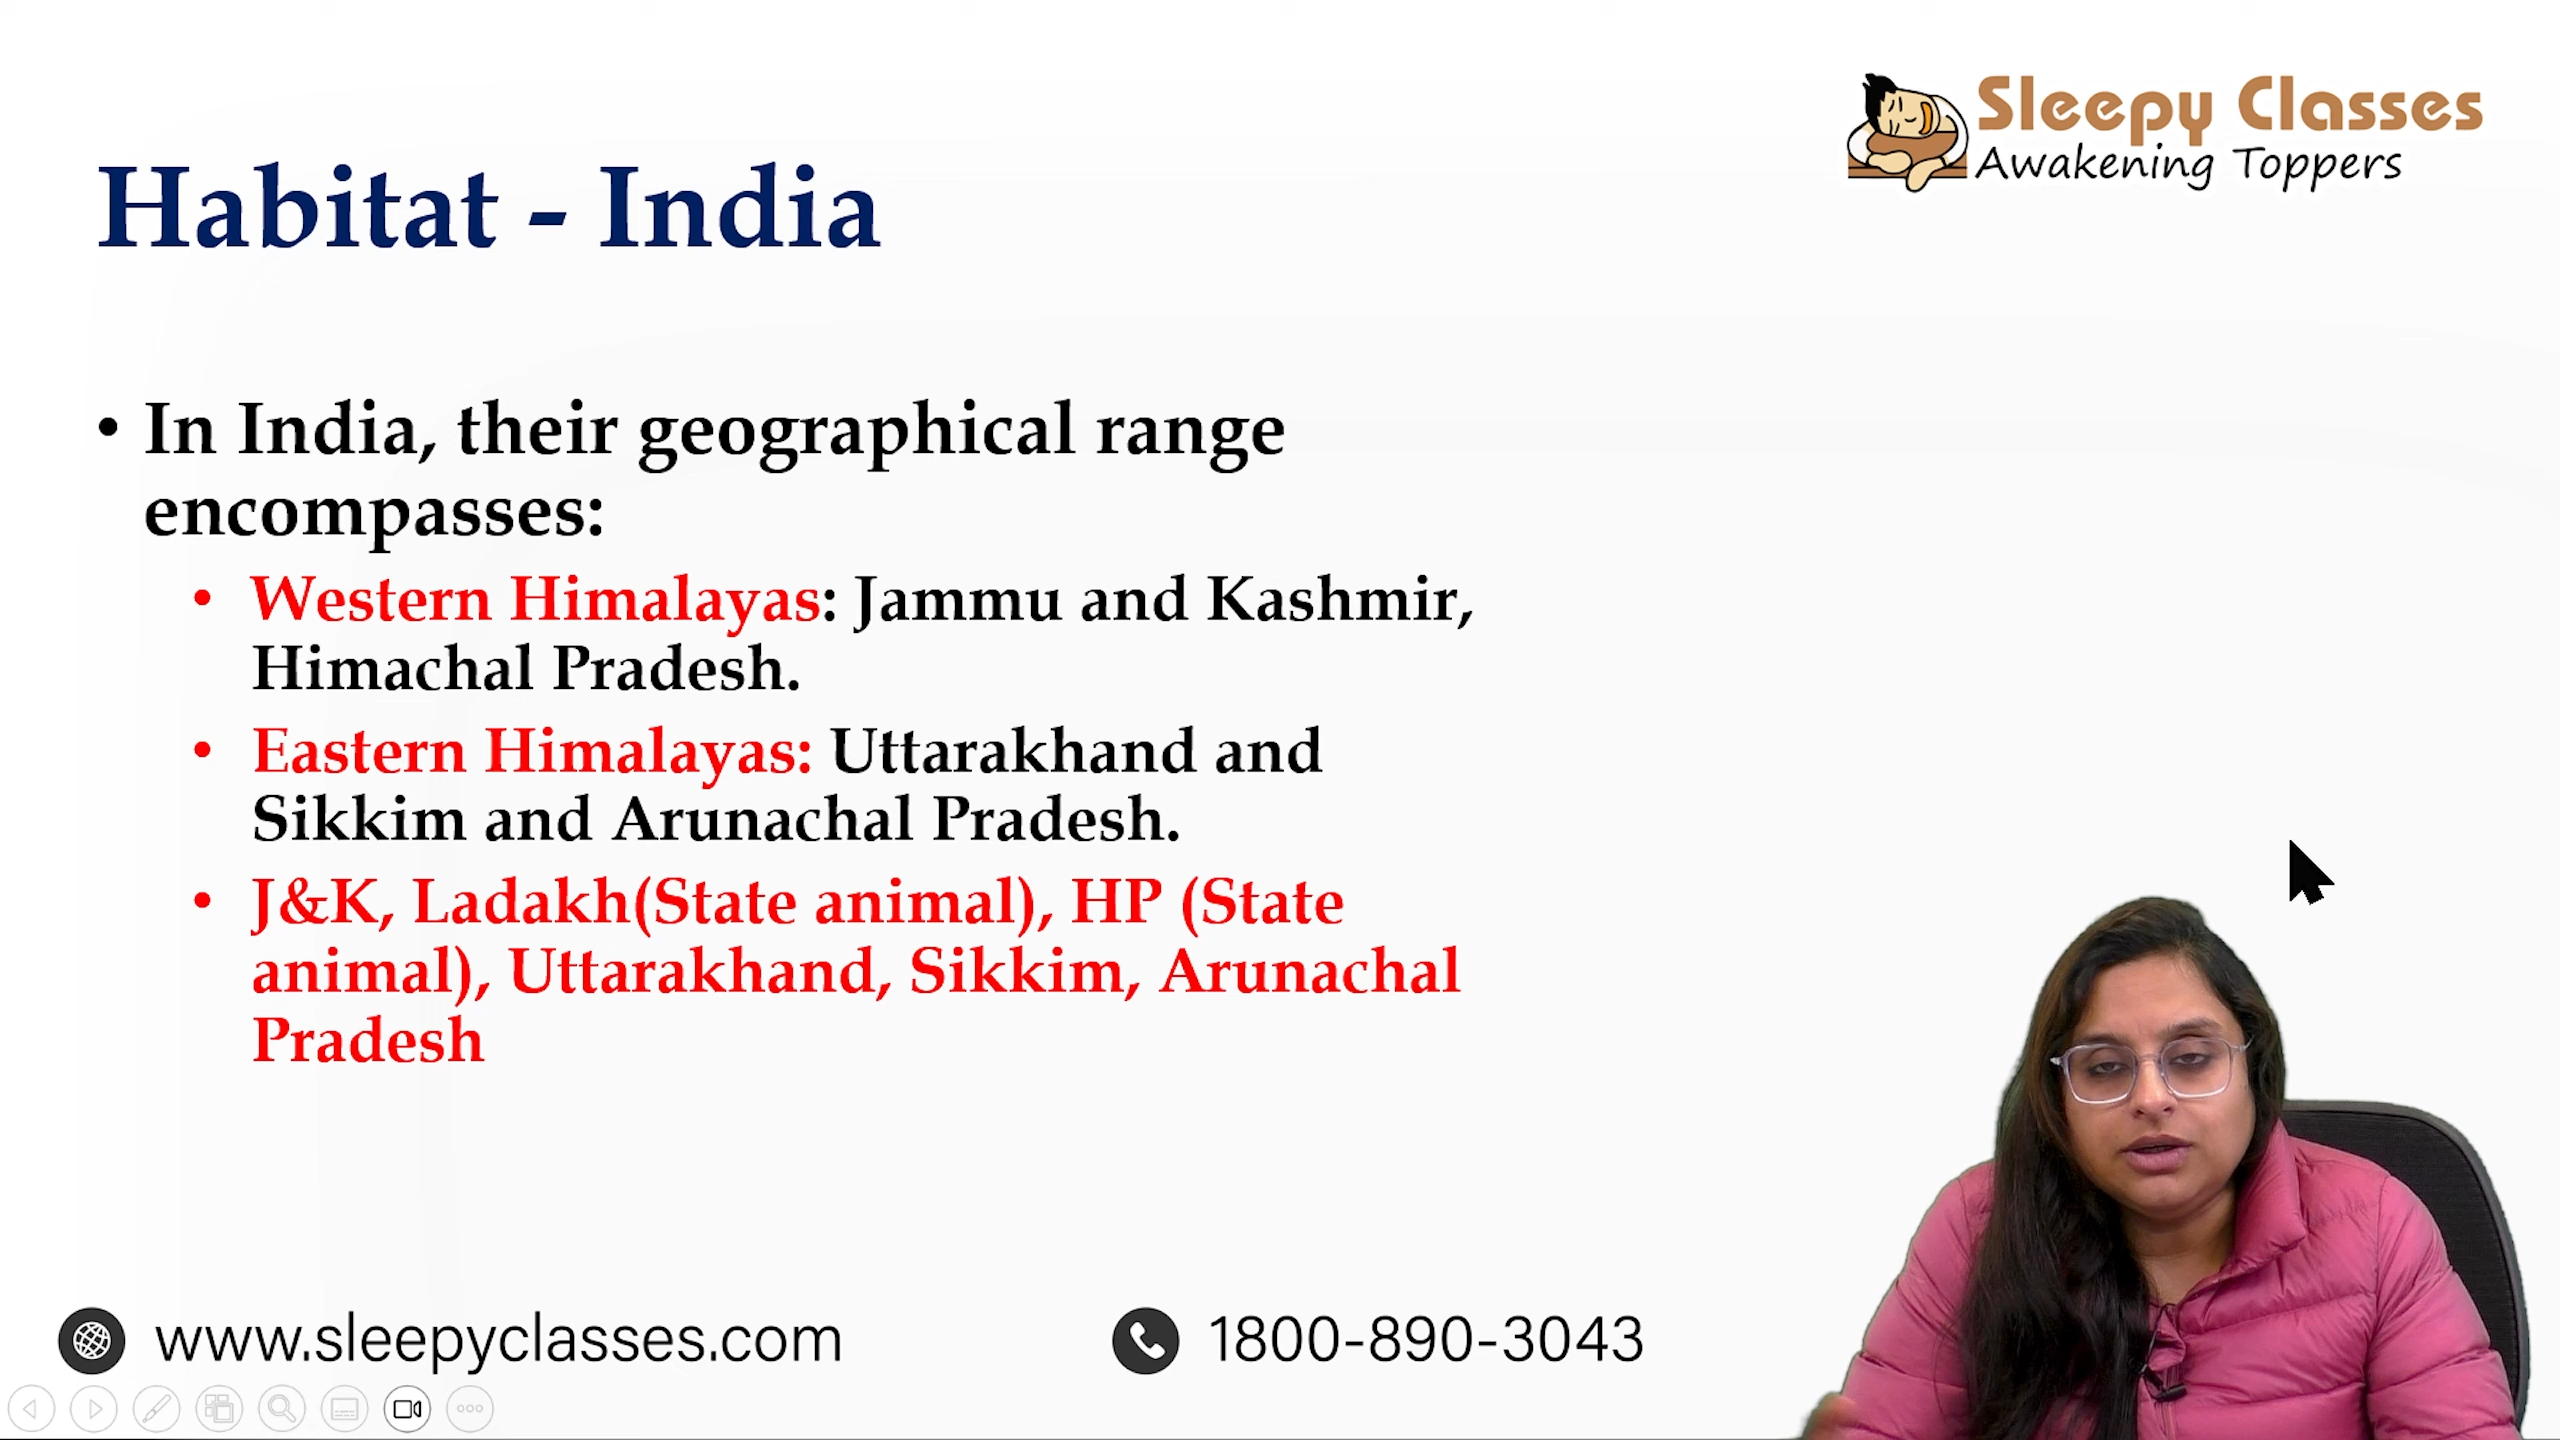 Sleepy Classes
Awakening Toppers
Habitat - India
• In India, their geographical range
encompasses:
• Western Himalayas: Jammu and Kashmir,
Himachal Pradesh.
• Eastern Himalayas: Uttarakhand and
Sikkim and Arunachal Pradesh.
• J&K, Ladakh(State animal), HP (State
animal), Uttarakhand, Sikkim, Arunachal
Pradesh
www.sleepyclasses.com
1800-890-3043